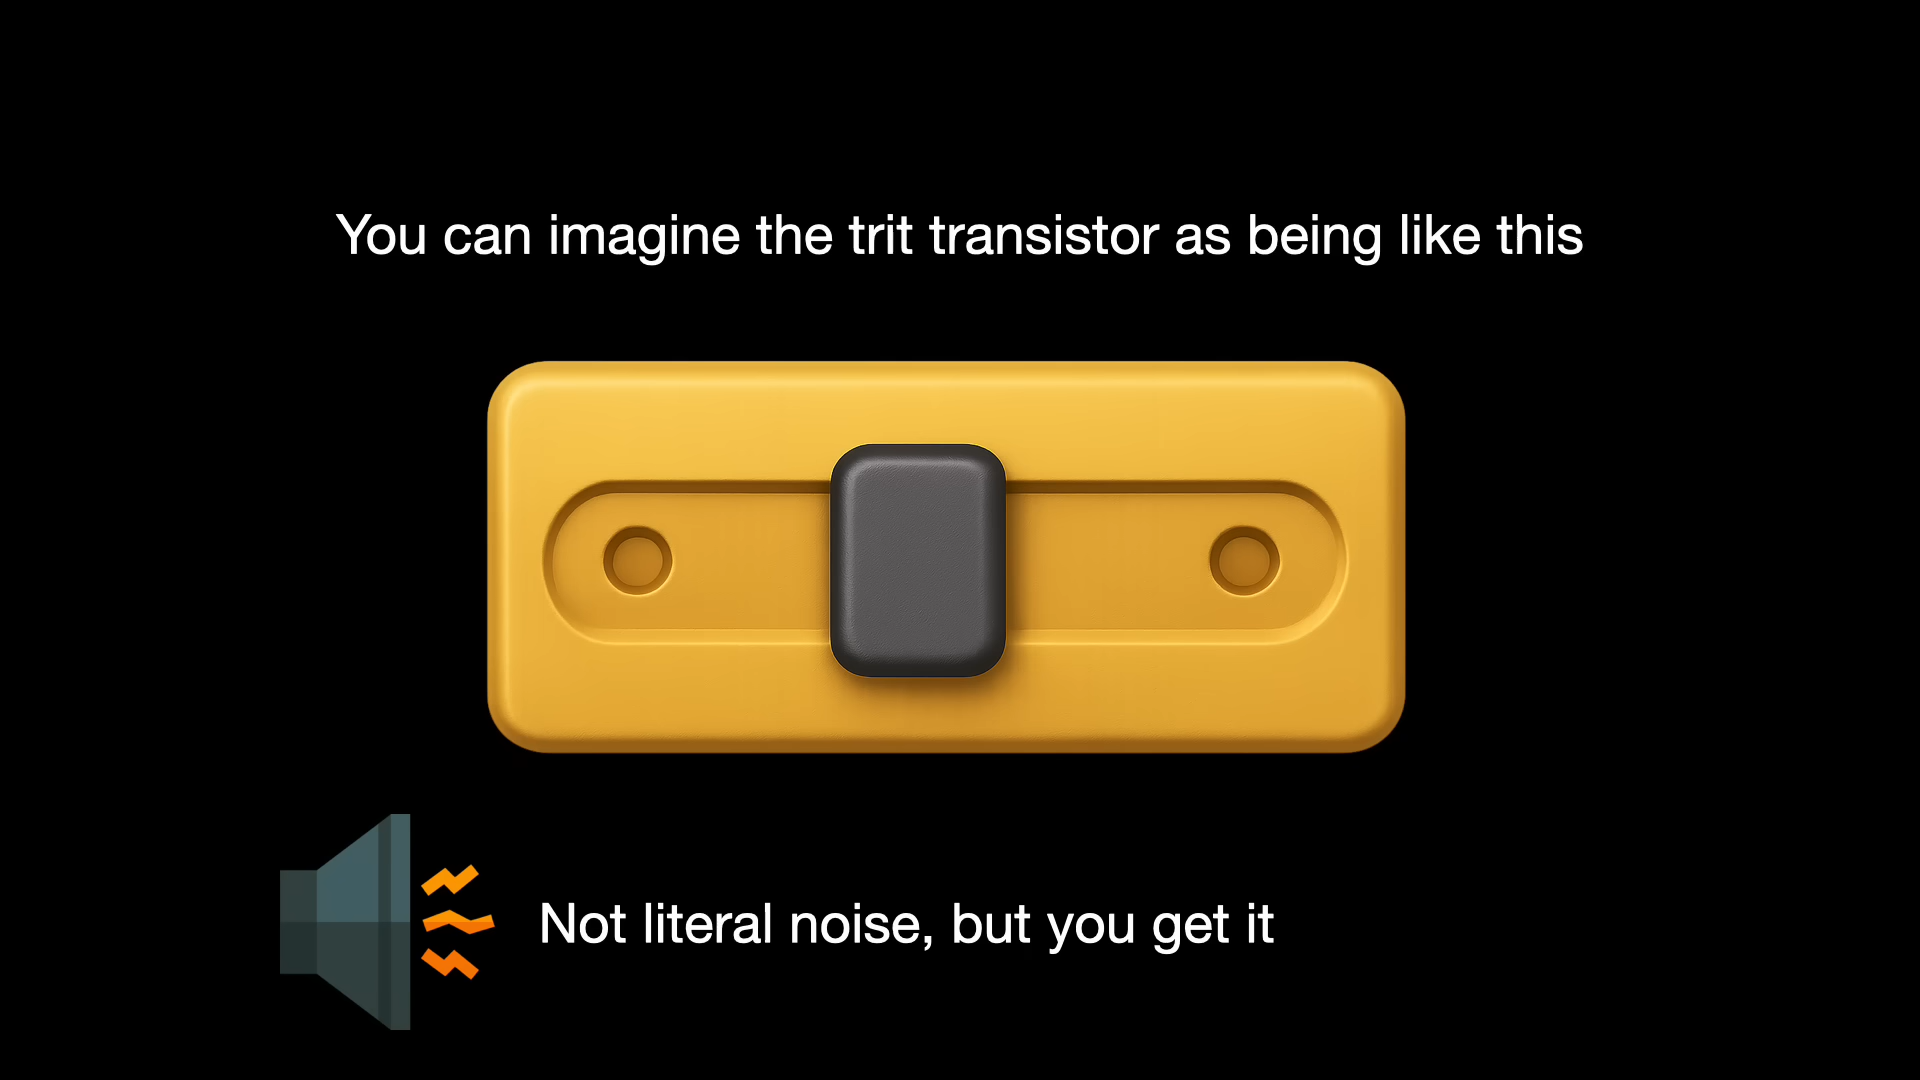 You can imagine the trit transistor as being like this
Not literal noise, but you get it